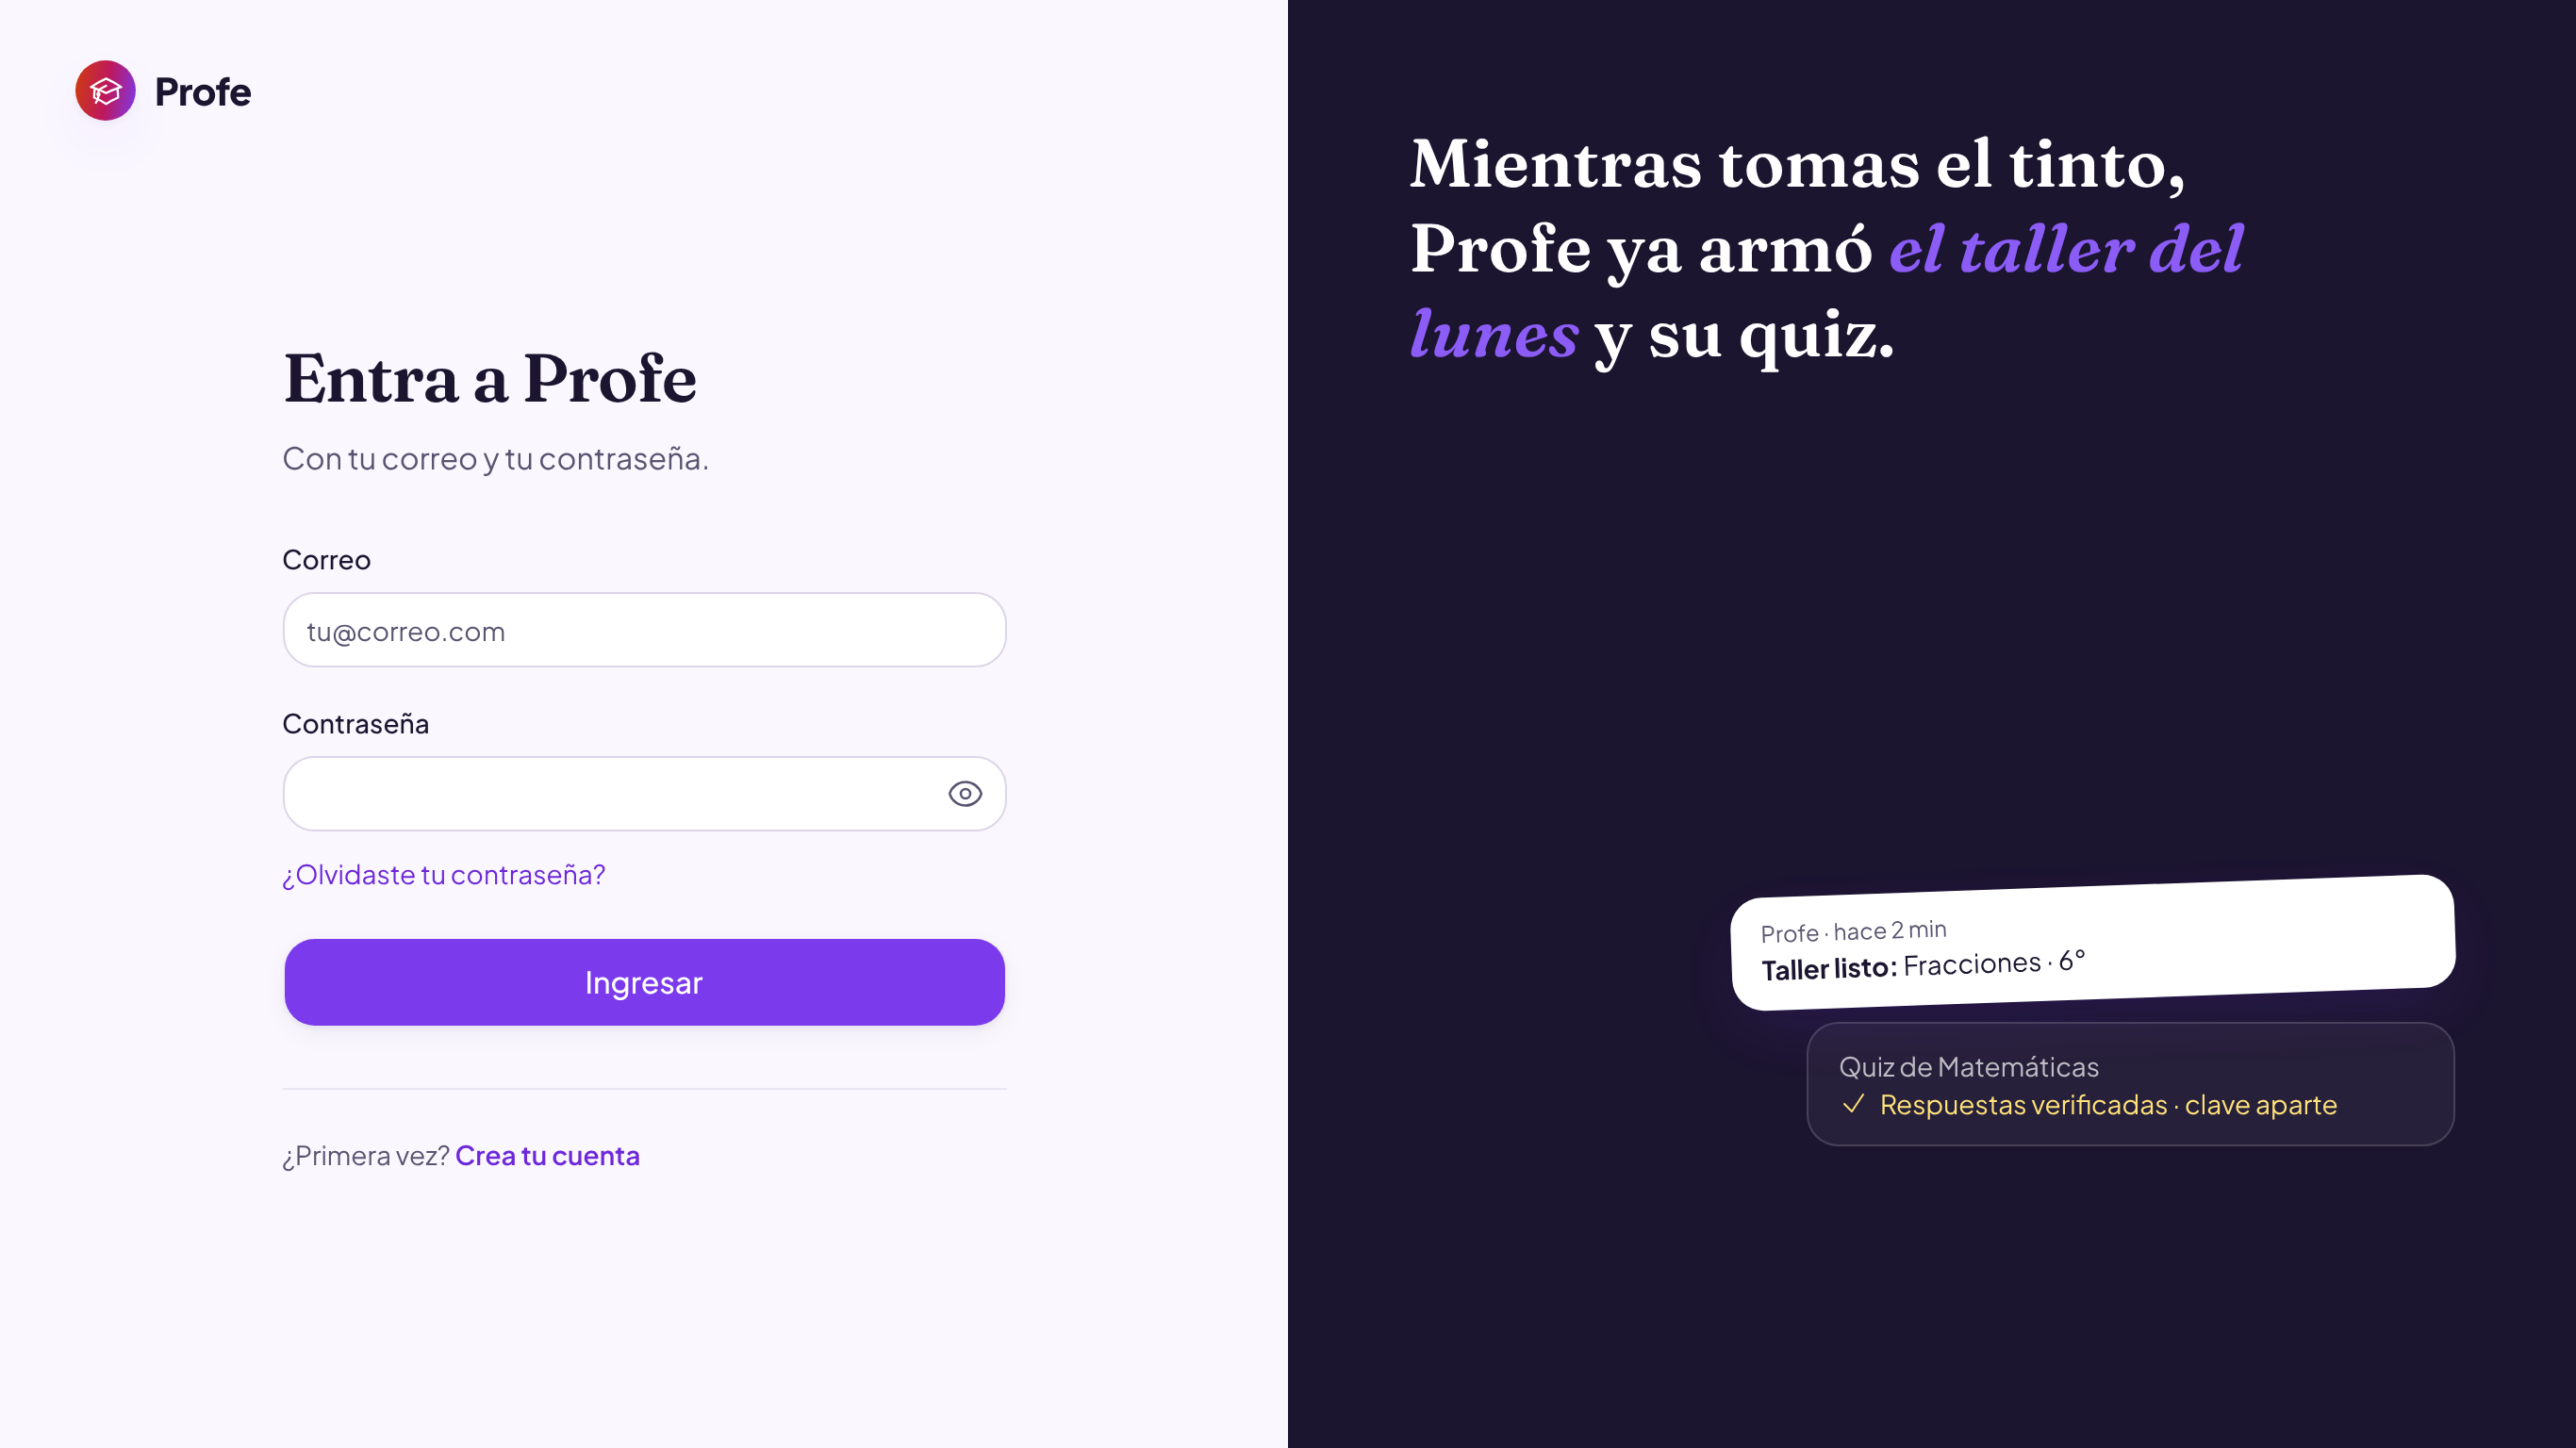 Profe
Entra a Profe
Con tu correo y tu contraseña.
Correo
tu@correo.com
Contraseña
¿Olvidaste tu contraseña?
Ingresar
¿Primera vez? Crea tu cuenta
Mientras tomas el tinto,
Profe ya armó el taller del
lunes y su quiz.
Profe · hace 2 min
Taller listo: Fracciones · 6°
Quiz de Matemáticas
✓ Respuestas verificadas · clave aparte